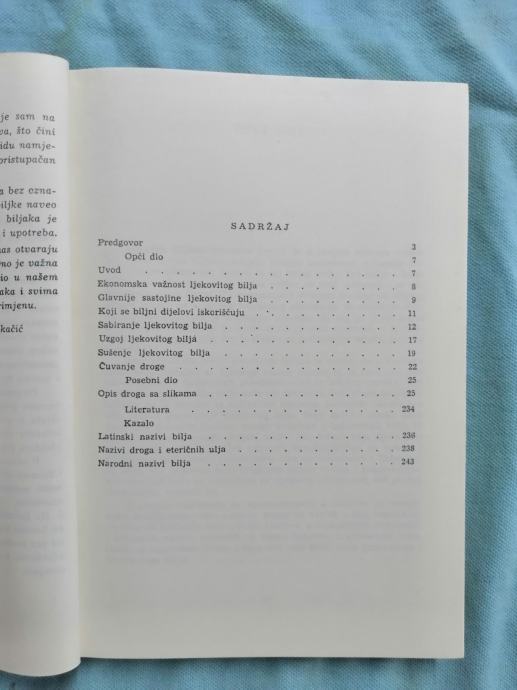 je sam na
va, što čini
idu namje-
pristupačan
a bez ozna-
biljke naveo
biljaka je
i upotreba.
nas otvaraju
no je važna
io u našem
aka i svima
rimjenu.
kačić
SADRŽAJ
Predgovor 3
Opći dio 7
Uvod . . . . . . . . . . . . . 7
Ekonomska važnost ljekovitog bilja . . . . . . 8
Glavnije sastojine ljekovitog bilja . . . . . . 9
Koji se biljni dijelovi iskorišćuju . . . . . . 11
Sabiranje ljekovitog bilja . . . . . . . . 12
Uzgoj ljekovitog bilja . . . . . . . . . 17
Sušenje ljekovitog bilja . . . . . . . . 19
Čuvanje droge . . . . . . . . . . 22
Posebni dio 25
Opis droga sa slikama . . . . . . . . . 25
Literatura . . . . . . . . . . 234
Kazalo
Latinski nazivi bilja . . . . . . . . . 236
Nazivi droga i eteričnih ulja . . . . . . . 238
Narodni nazivi bilja . . . . . . . . . 243